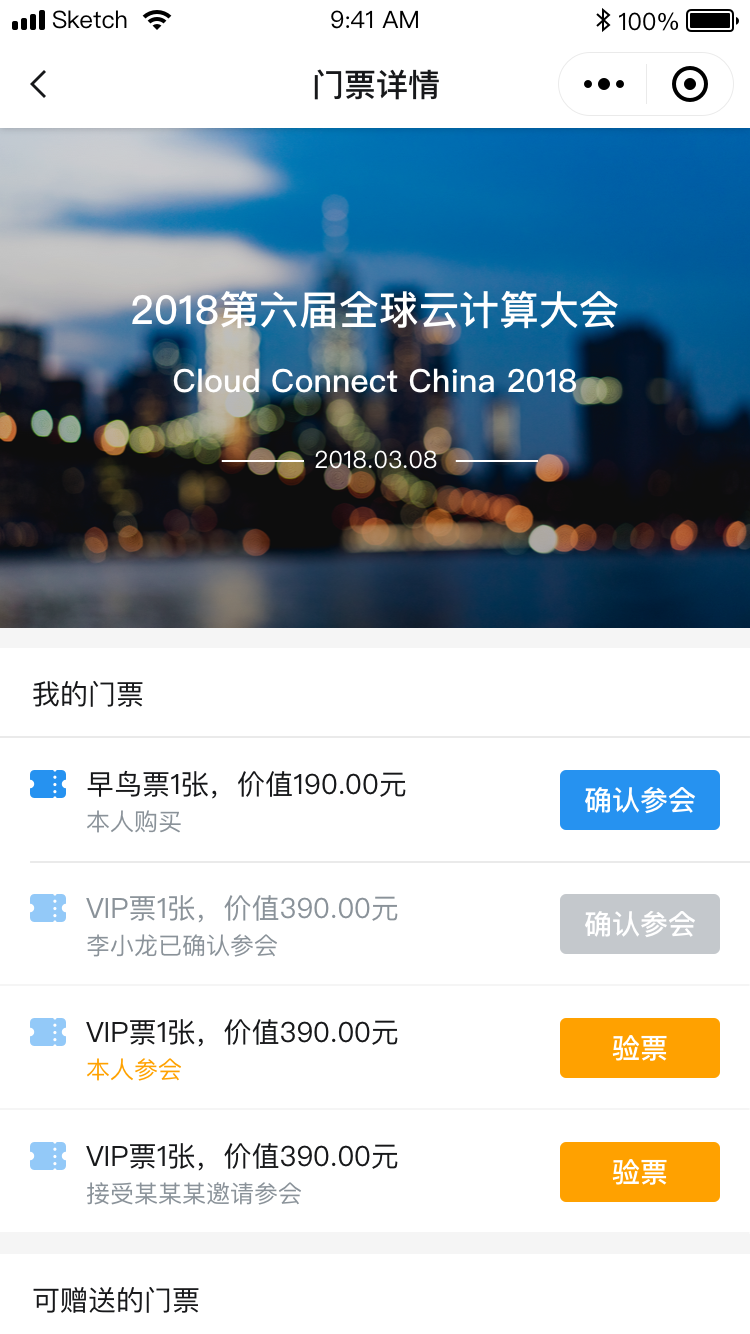 Sketch 9:41 AM 100%
门票详情
2018第六届全球云计算大会
Cloud Connect China 2018
2018.03.08
我的门票
早鸟票1张，价值190.00元
本人购买
确认参会
VIP票1张，价值390.00元
李小龙已确认参会
确认参会
VIP票1张，价值390.00元
本人参会
验票
VIP票1张，价值390.00元
接受某某某邀请参会
验票
可赠送的门票